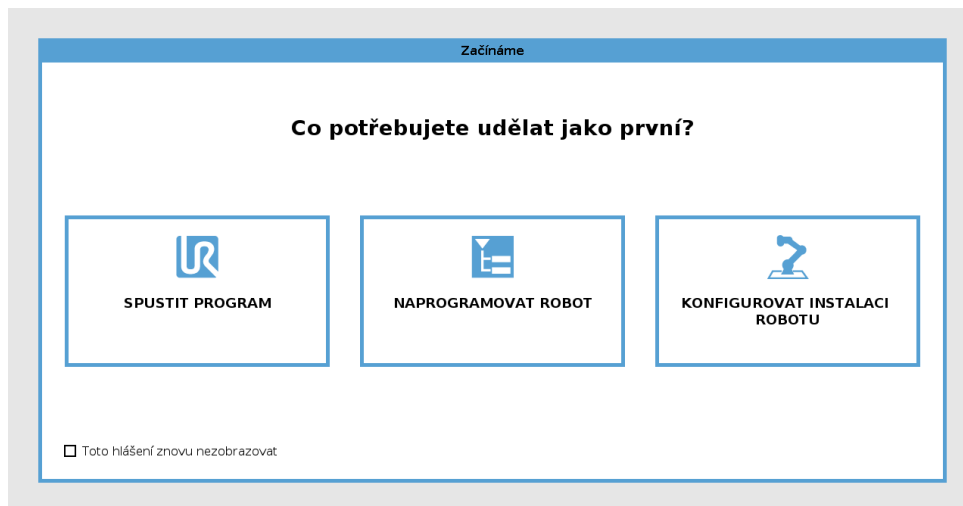 Začínáme
Co potřebujete udělat jako první?
SPUSTIT PROGRAM
NAPROGRAMOVAT ROBOT
KONFIGUROVAT INSTALACI
ROBOTU
Toto hlášení znovu nezobrazovat